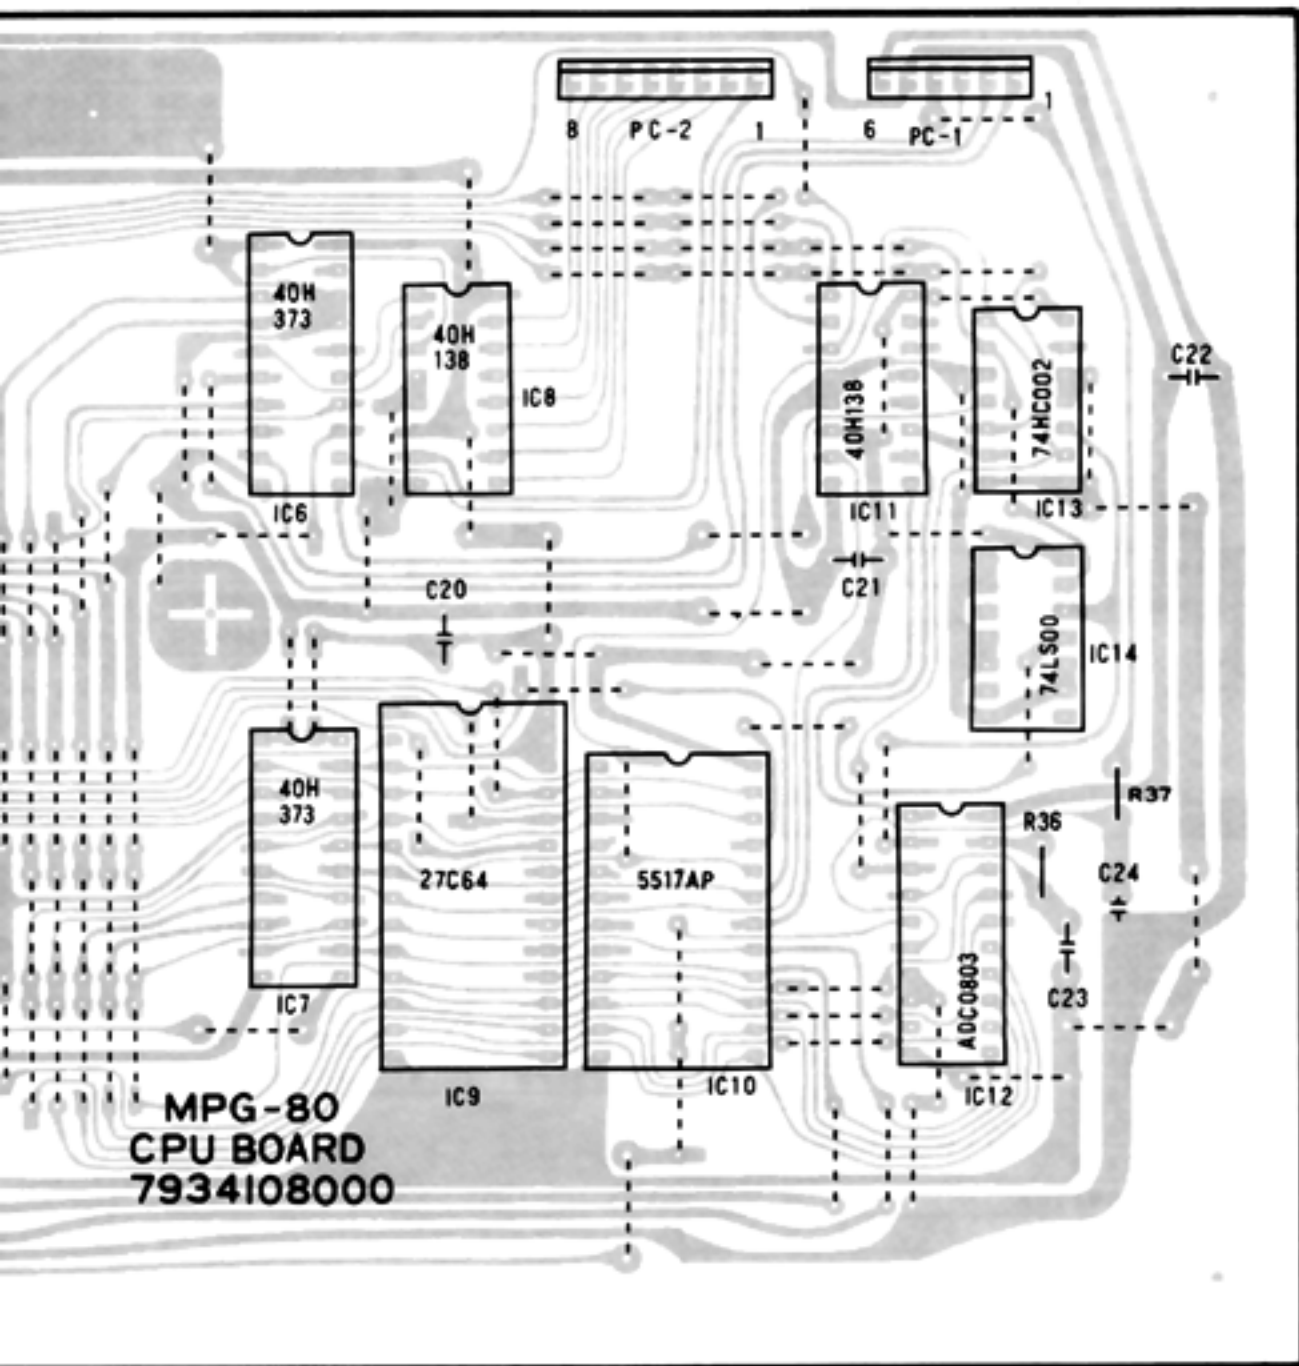 8 PC-2 1
6 PC-1 1
40H
373
IC6
40H
138
IC8
40H138
IC11
74HC002
IC13
C22
C20
C21
74LS00
IC14
40H
373
IC7
27C64
IC9
5517AP
IC10
R36
R37
C24
C23
ADC0803
IC12
MPG-80
CPU BOARD
7934108000